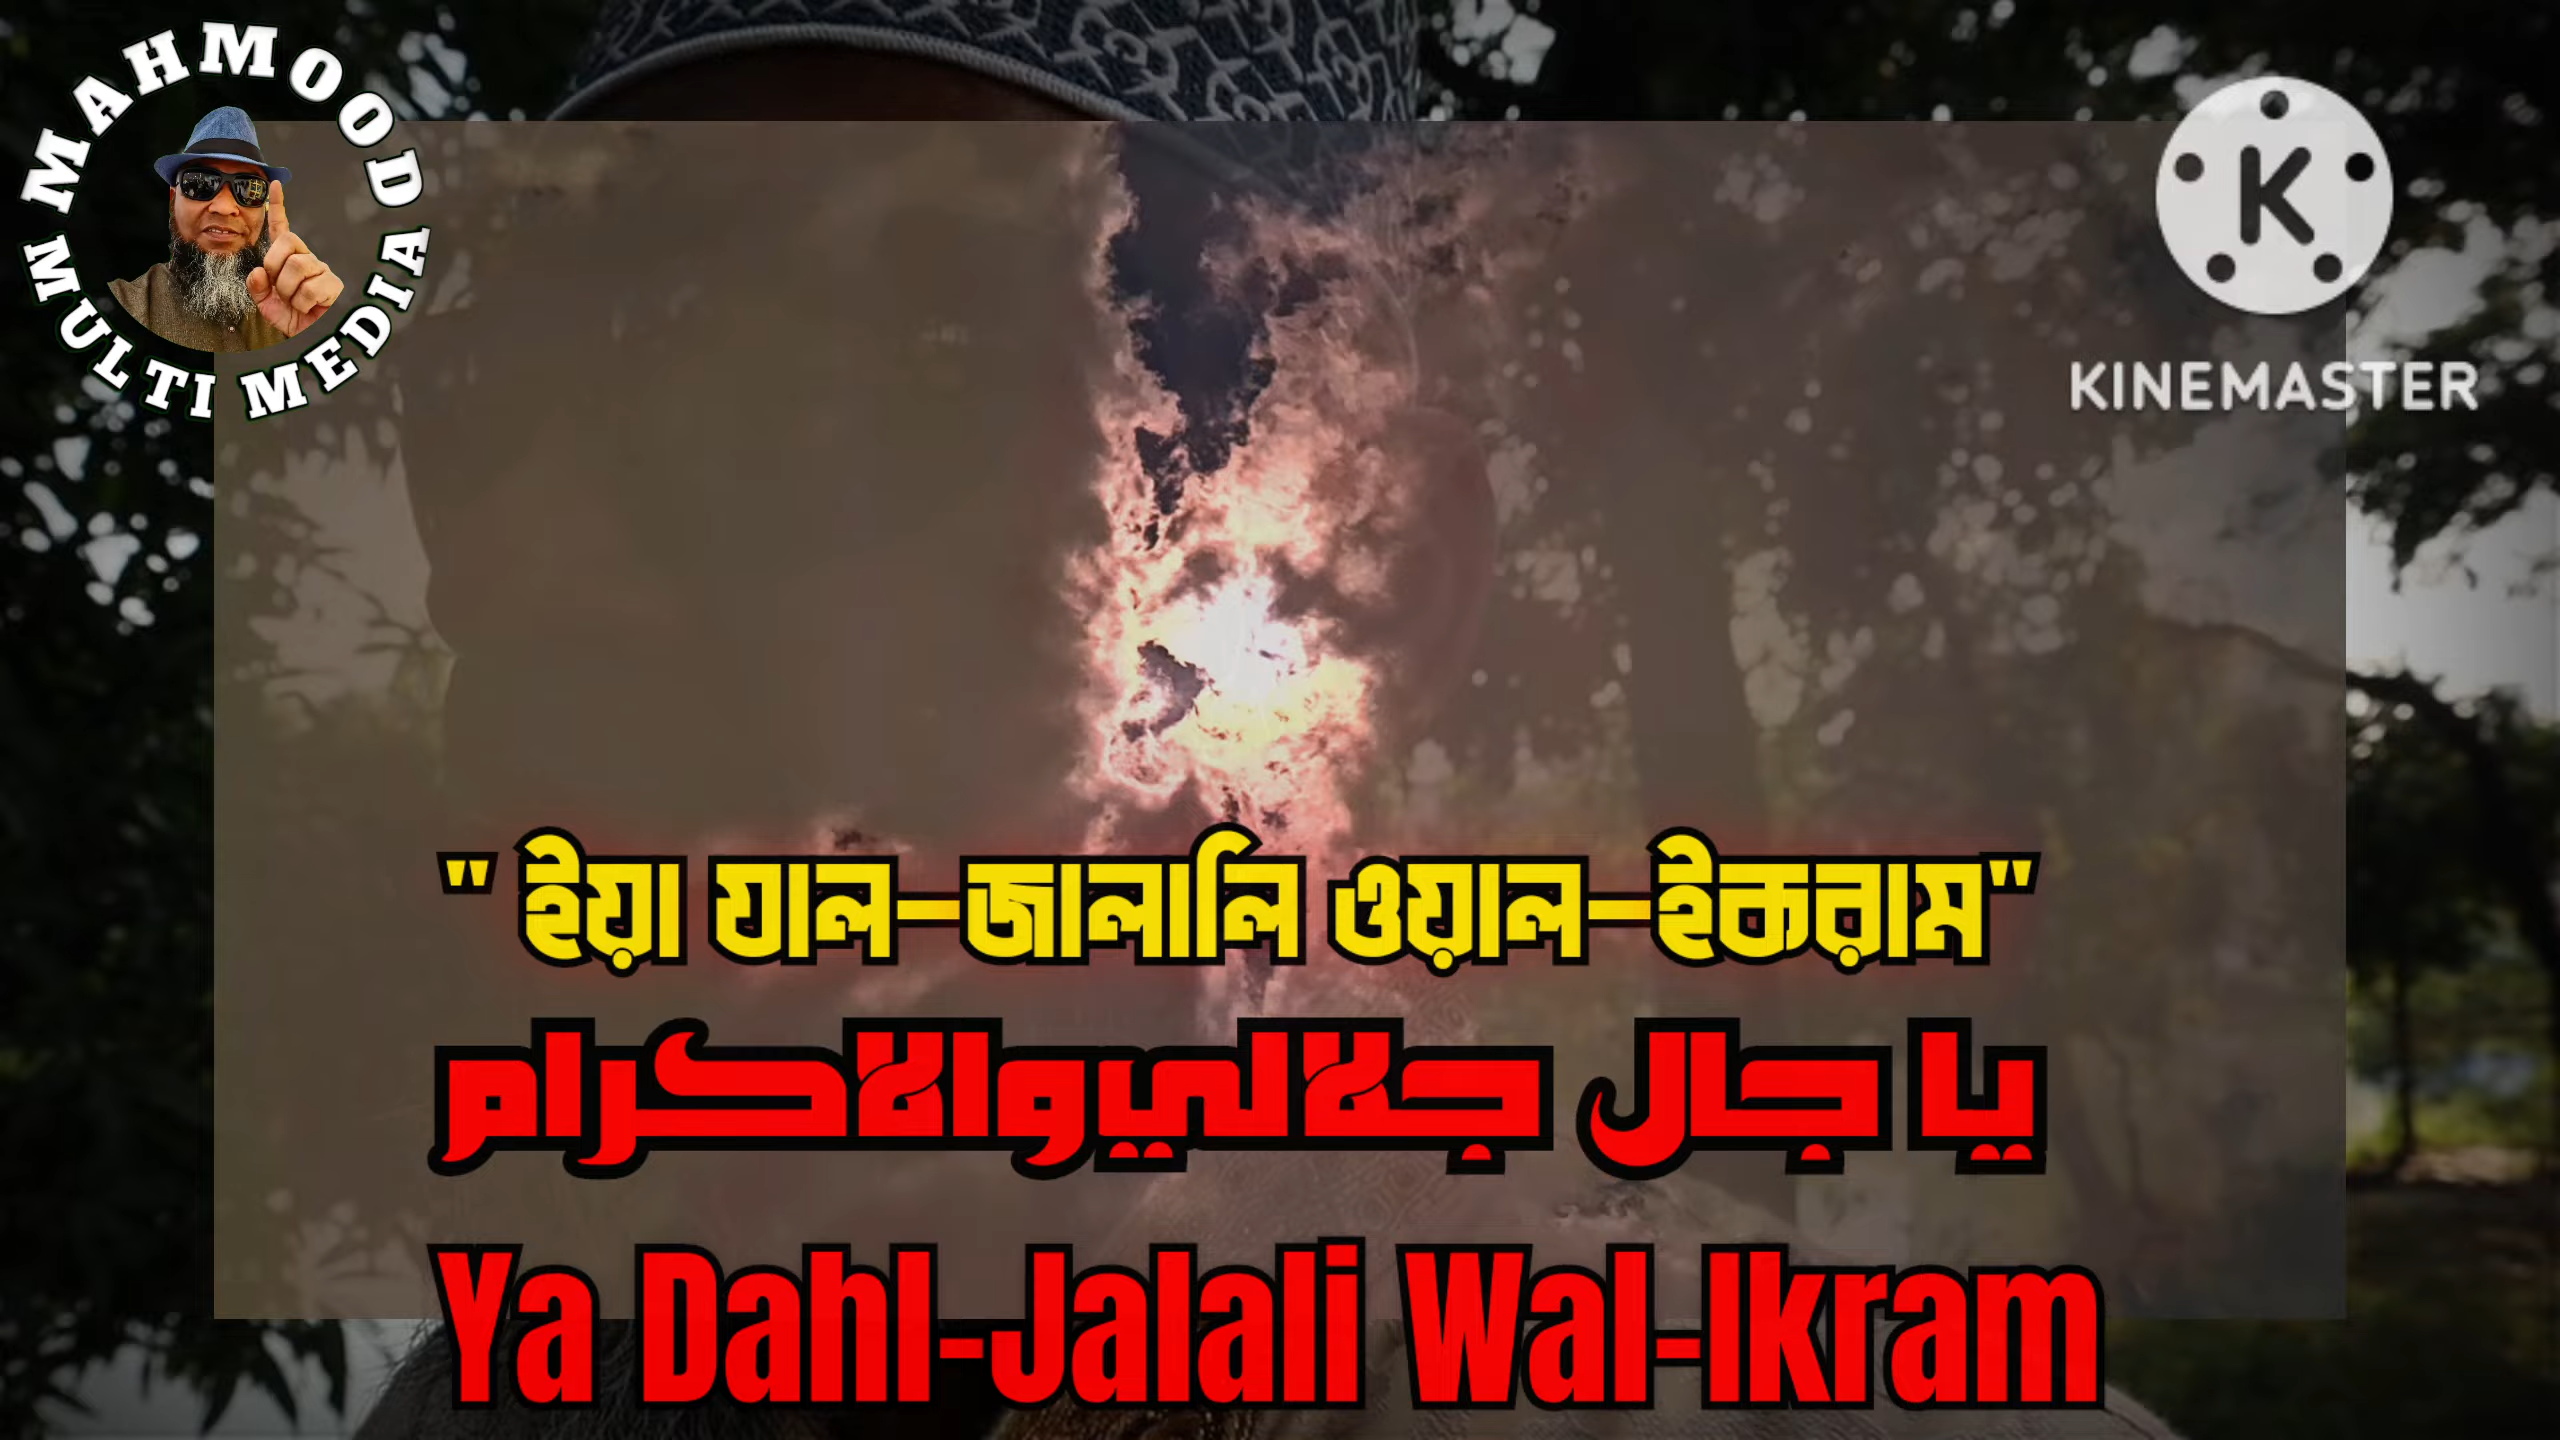 MAHMOOD
MULTI MEDIA
K
KINEMASTER
" ইয়া যাল-জালালি ওয়াল-ইকরাম"
يا جال جلالي والاكرام
Ya Dahl-Jalali Wal-Ikram